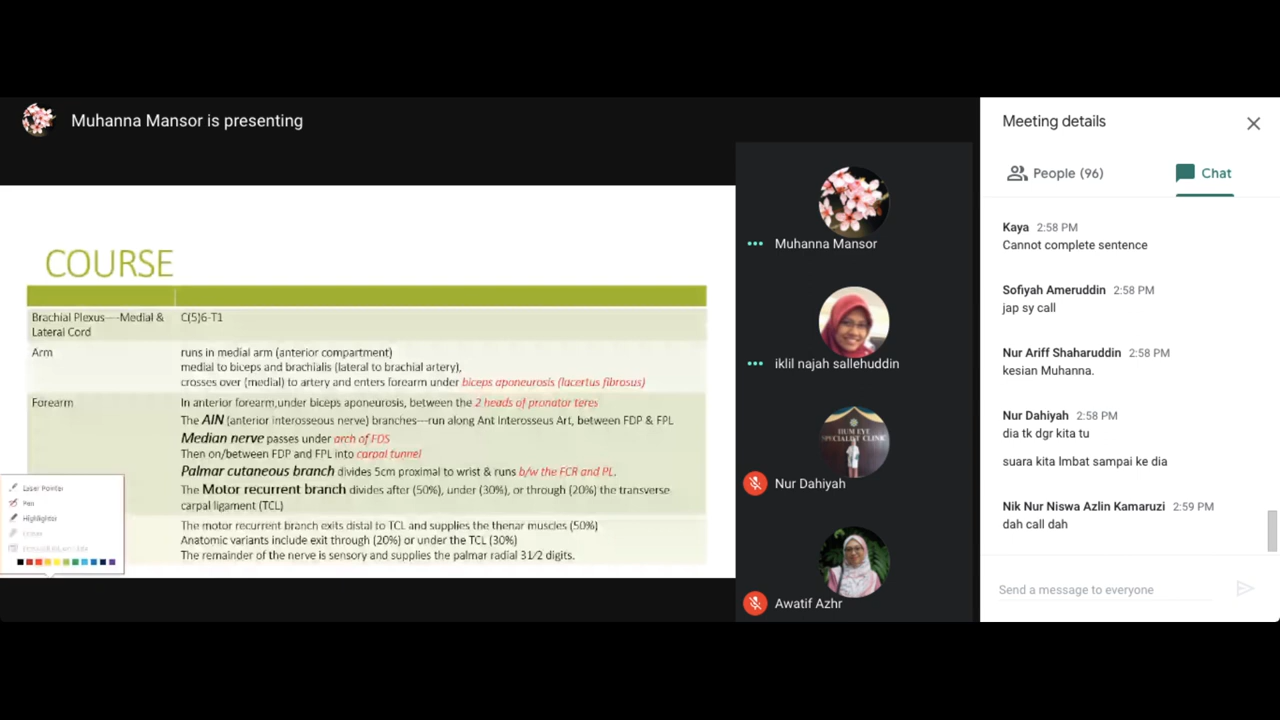 Muhanna Mansor is presenting
COURSE
Brachial Plexus----Medial & Lateral Cord
C(5)6-T1
Arm
runs in medial arm (anterior compartment)
medial to biceps and brachialis (lateral to brachial artery),
crosses over (medial) to artery and enters forearm under biceps aponeurosis (lacertus fibrosus)
Forearm
In anterior forearm,under biceps aponeurosis, between the 2 heads of pronator teres
The AIN (anterior interosseous nerve) branches---run along Ant Interosseus Art, between FDP & FPL
Median nerve passes under arch of FDS
Then on/between FDP and FPL into carpal tunnel
Palmar cutaneous branch divides 5cm proximal to wrist & runs b/w the FCR and PL.
The Motor recurrent branch divides after (50%), under (30%), or through (20%) the transverse
carpal ligament (TCL)
The motor recurrent branch exits distal to TCL and supplies the thenar muscles (50%)
Anatomic variants include exit through (20%) or under the TCL (30%)
The remainder of the nerve is sensory and supplies the palmar radial 31/2 digits.
Laser Pointer
Pen
Highlighter
Muhanna Mansor
iklil najah sallehuddin
HUM EYE
SPECIALIST CLINIC
Nur Dahiyah
Awatif Azhr
Meeting details
People (96)
Chat
Kaya 2:58 PM
Cannot complete sentence
Sofiyah Ameruddin 2:58 PM
jap sy call
Nur Ariff Shaharuddin 2:58 PM
kesian Muhanna.
Nur Dahiyah 2:58 PM
dia tk dgr kita tu
suara kita lmbat sampai ke dia
Nik Nur Niswa Azlin Kamaruzi 2:59 PM
dah call dah
Send a message to everyone